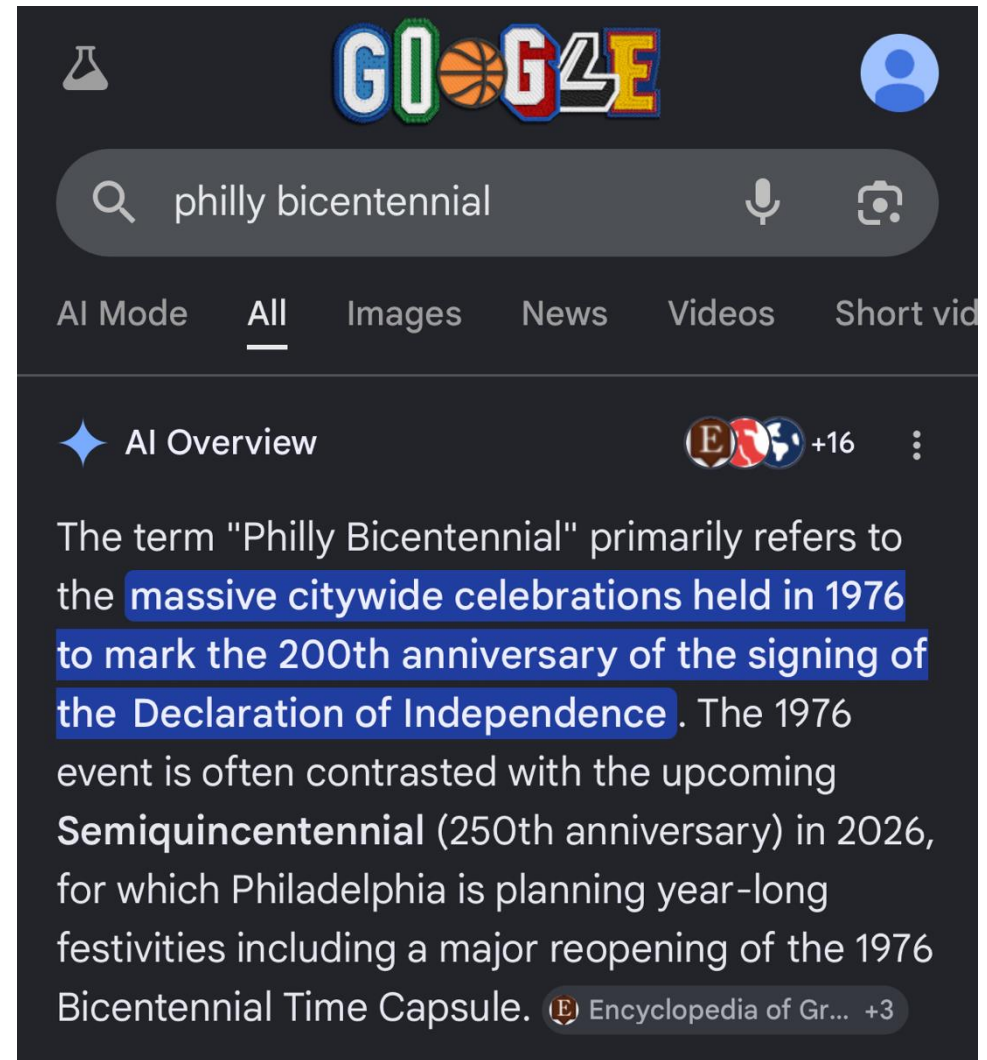 GOOGLE
philly bicentennial
AI Mode All Images News Videos Short vid
AI Overview
E +16
The term "Philly Bicentennial" primarily refers to
the massive citywide celebrations held in 1976
to mark the 200th anniversary of the signing of
the Declaration of Independence. The 1976
event is often contrasted with the upcoming
Semiquincentennial (250th anniversary) in 2026,
for which Philadelphia is planning year-long
festivities including a major reopening of the 1976
Bicentennial Time Capsule. E Encyclopedia of Gr... +3